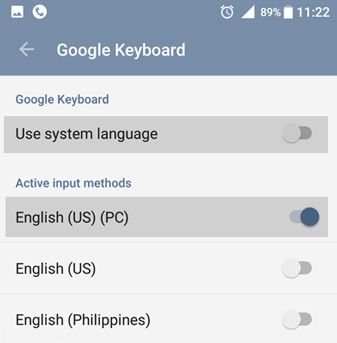 89% 11:22
Google Keyboard
Google Keyboard
Use system language
Active input methods
English (US) (PC)
English (US)
English (Philippines)